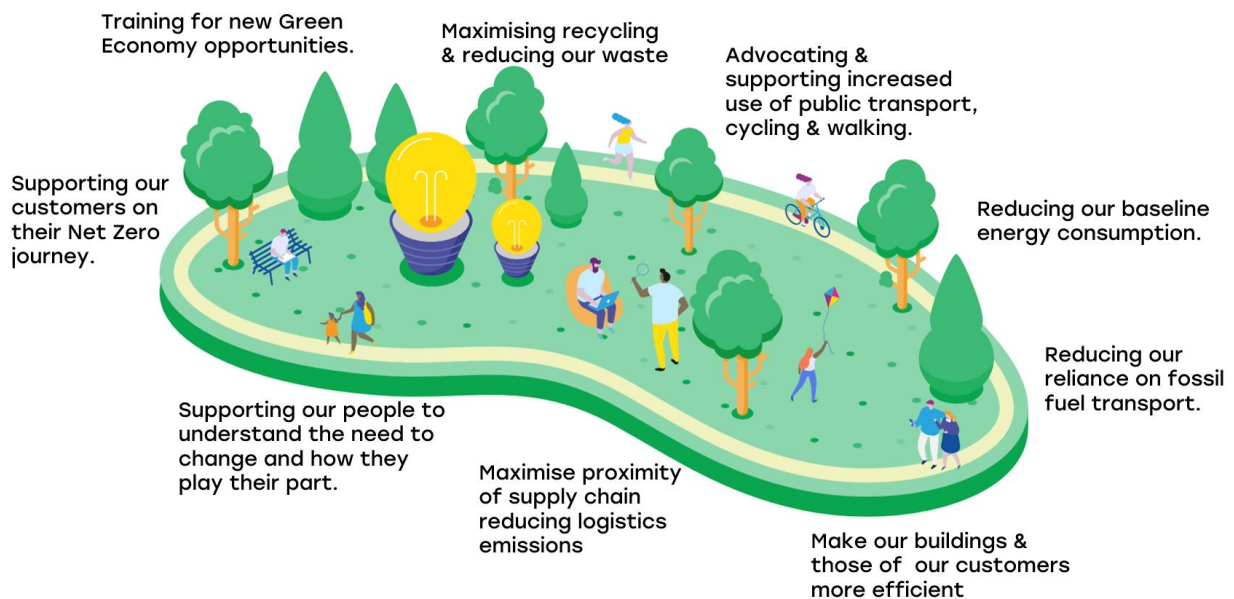 Training for new Green
Economy opportunities.
Maximising recycling
& reducing our waste
Advocating &
supporting increased
use of public transport,
cycling & walking.
Supporting our
customers on
their Net Zero
journey.
Reducing our baseline
energy consumption.
Reducing our
reliance on fossil
fuel transport.
Supporting our people to
understand the need to
change and how they
play their part.
Maximise proximity
of supply chain
reducing logistics
emissions
Make our buildings &
those of  our customers
more efficient